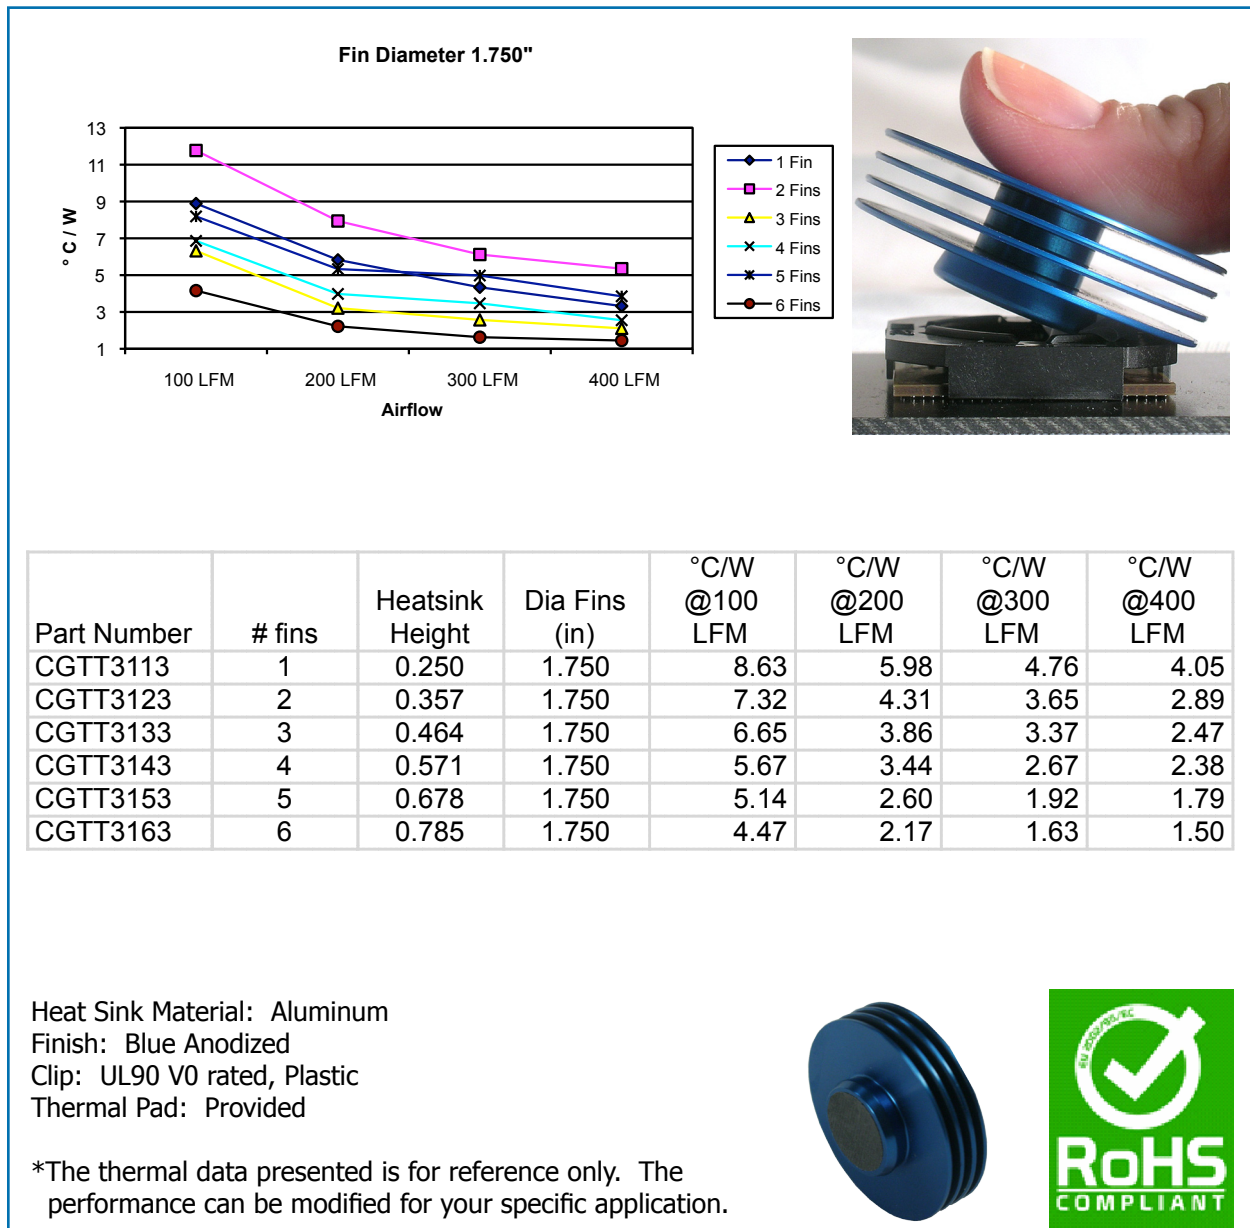 Fin Diameter 1.750"
13
11
9
7
5
3
1
° C / W
100 LFM 200 LFM 300 LFM 400 LFM
Airflow
1 Fin
2 Fins
3 Fins
4 Fins
5 Fins
6 Fins
Part Number # fins Heatsink Height Dia Fins (in) °C/W @100 LFM °C/W @200 LFM °C/W @300 LFM °C/W @400 LFM
CGTT3113 1 0.250 1.750 8.63 5.98 4.76 4.05
CGTT3123 2 0.357 1.750 7.32 4.31 3.65 2.89
CGTT3133 3 0.464 1.750 6.65 3.86 3.37 2.47
CGTT3143 4 0.571 1.750 5.67 3.44 2.67 2.38
CGTT3153 5 0.678 1.750 5.14 2.60 1.92 1.79
CGTT3163 6 0.785 1.750 4.47 2.17 1.63 1.50
Heat Sink Material: Aluminum
Finish: Blue Anodized
Clip: UL90 V0 rated, Plastic
Thermal Pad: Provided
*The thermal data presented is for reference only. The
performance can be modified for your specific application.
EU 2002/95/EC
RoHS
COMPLIANT